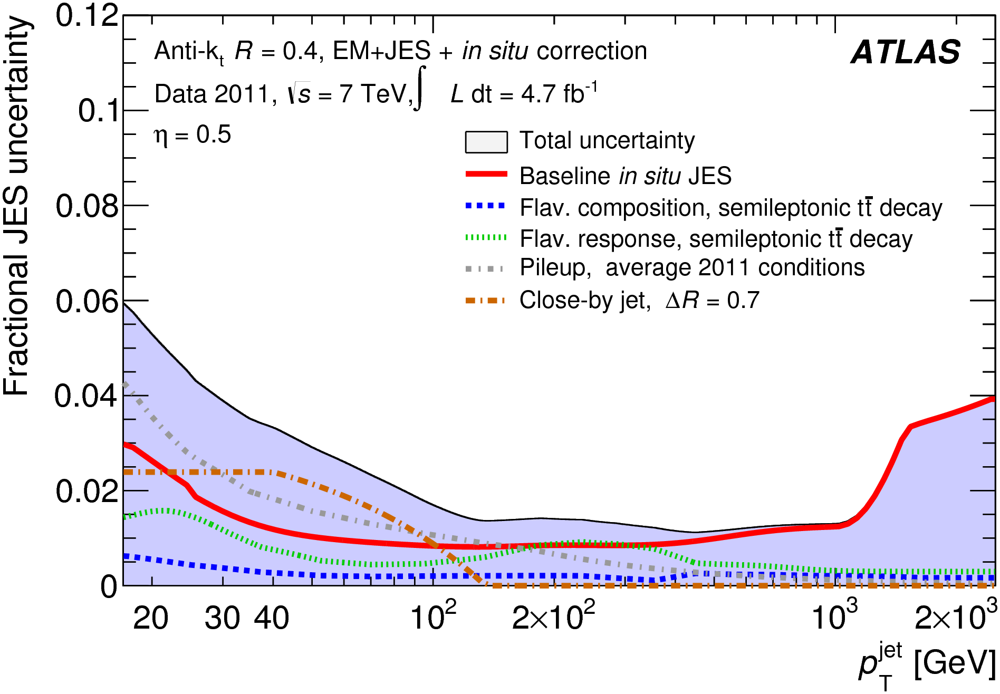 Fractional JES uncertainty
0.12
0.1
0.08
0.06
0.04
0.02
0
Anti-kₜ R = 0.4, EM+JES + in situ correction
ATLAS
Data 2011, √s = 7 TeV, ∫ L dt = 4.7 fb⁻¹
η = 0.5
Total uncertainty
Baseline in situ JES
Flav. composition, semileptonic tt̄ decay
Flav. response, semileptonic tt̄ decay
Pileup, average 2011 conditions
Close-by jet, ΔR = 0.7
20 30 40 10² 2×10² 10³ 2×10³
p_T^jet [GeV]